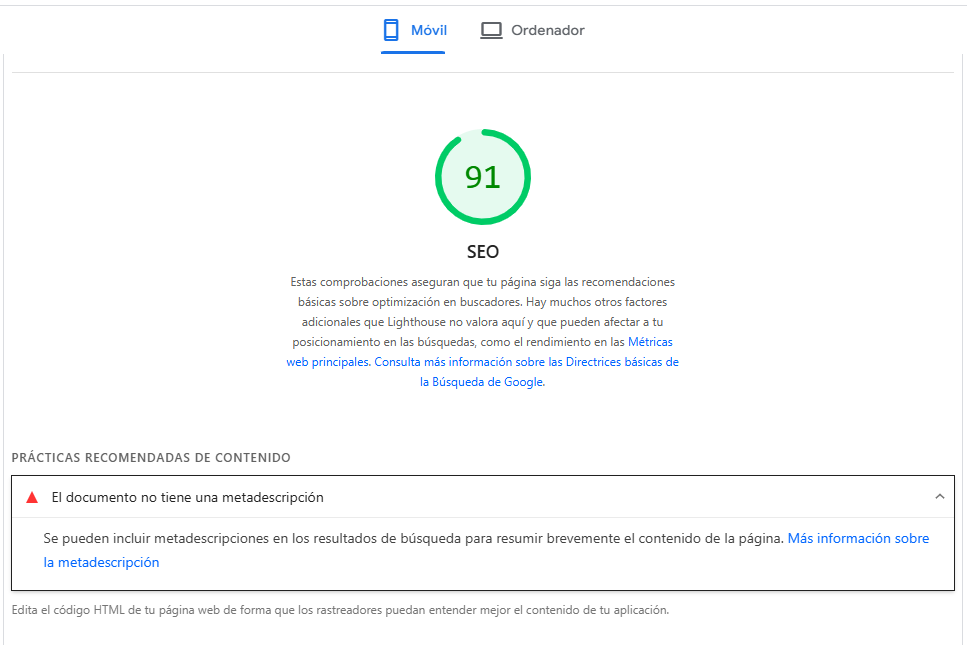 Móvil
Ordenador
91
SEO
Estas comprobaciones aseguran que tu página siga las recomendaciones
básicas sobre optimización en buscadores. Hay muchos otros factores
adicionales que Lighthouse no valora aquí y que pueden afectar a tu
posicionamiento en las búsquedas, como el rendimiento en las Métricas
web principales. Consulta más información sobre las Directrices básicas de
la Búsqueda de Google.
PRÁCTICAS RECOMENDADAS DE CONTENIDO
El documento no tiene una metadescripción
Se pueden incluir metadescripciones en los resultados de búsqueda para resumir brevemente el contenido de la página. Más información sobre
la metadescripción
Edita el código HTML de tu página web de forma que los rastreadores puedan entender mejor el contenido de tu aplicación.